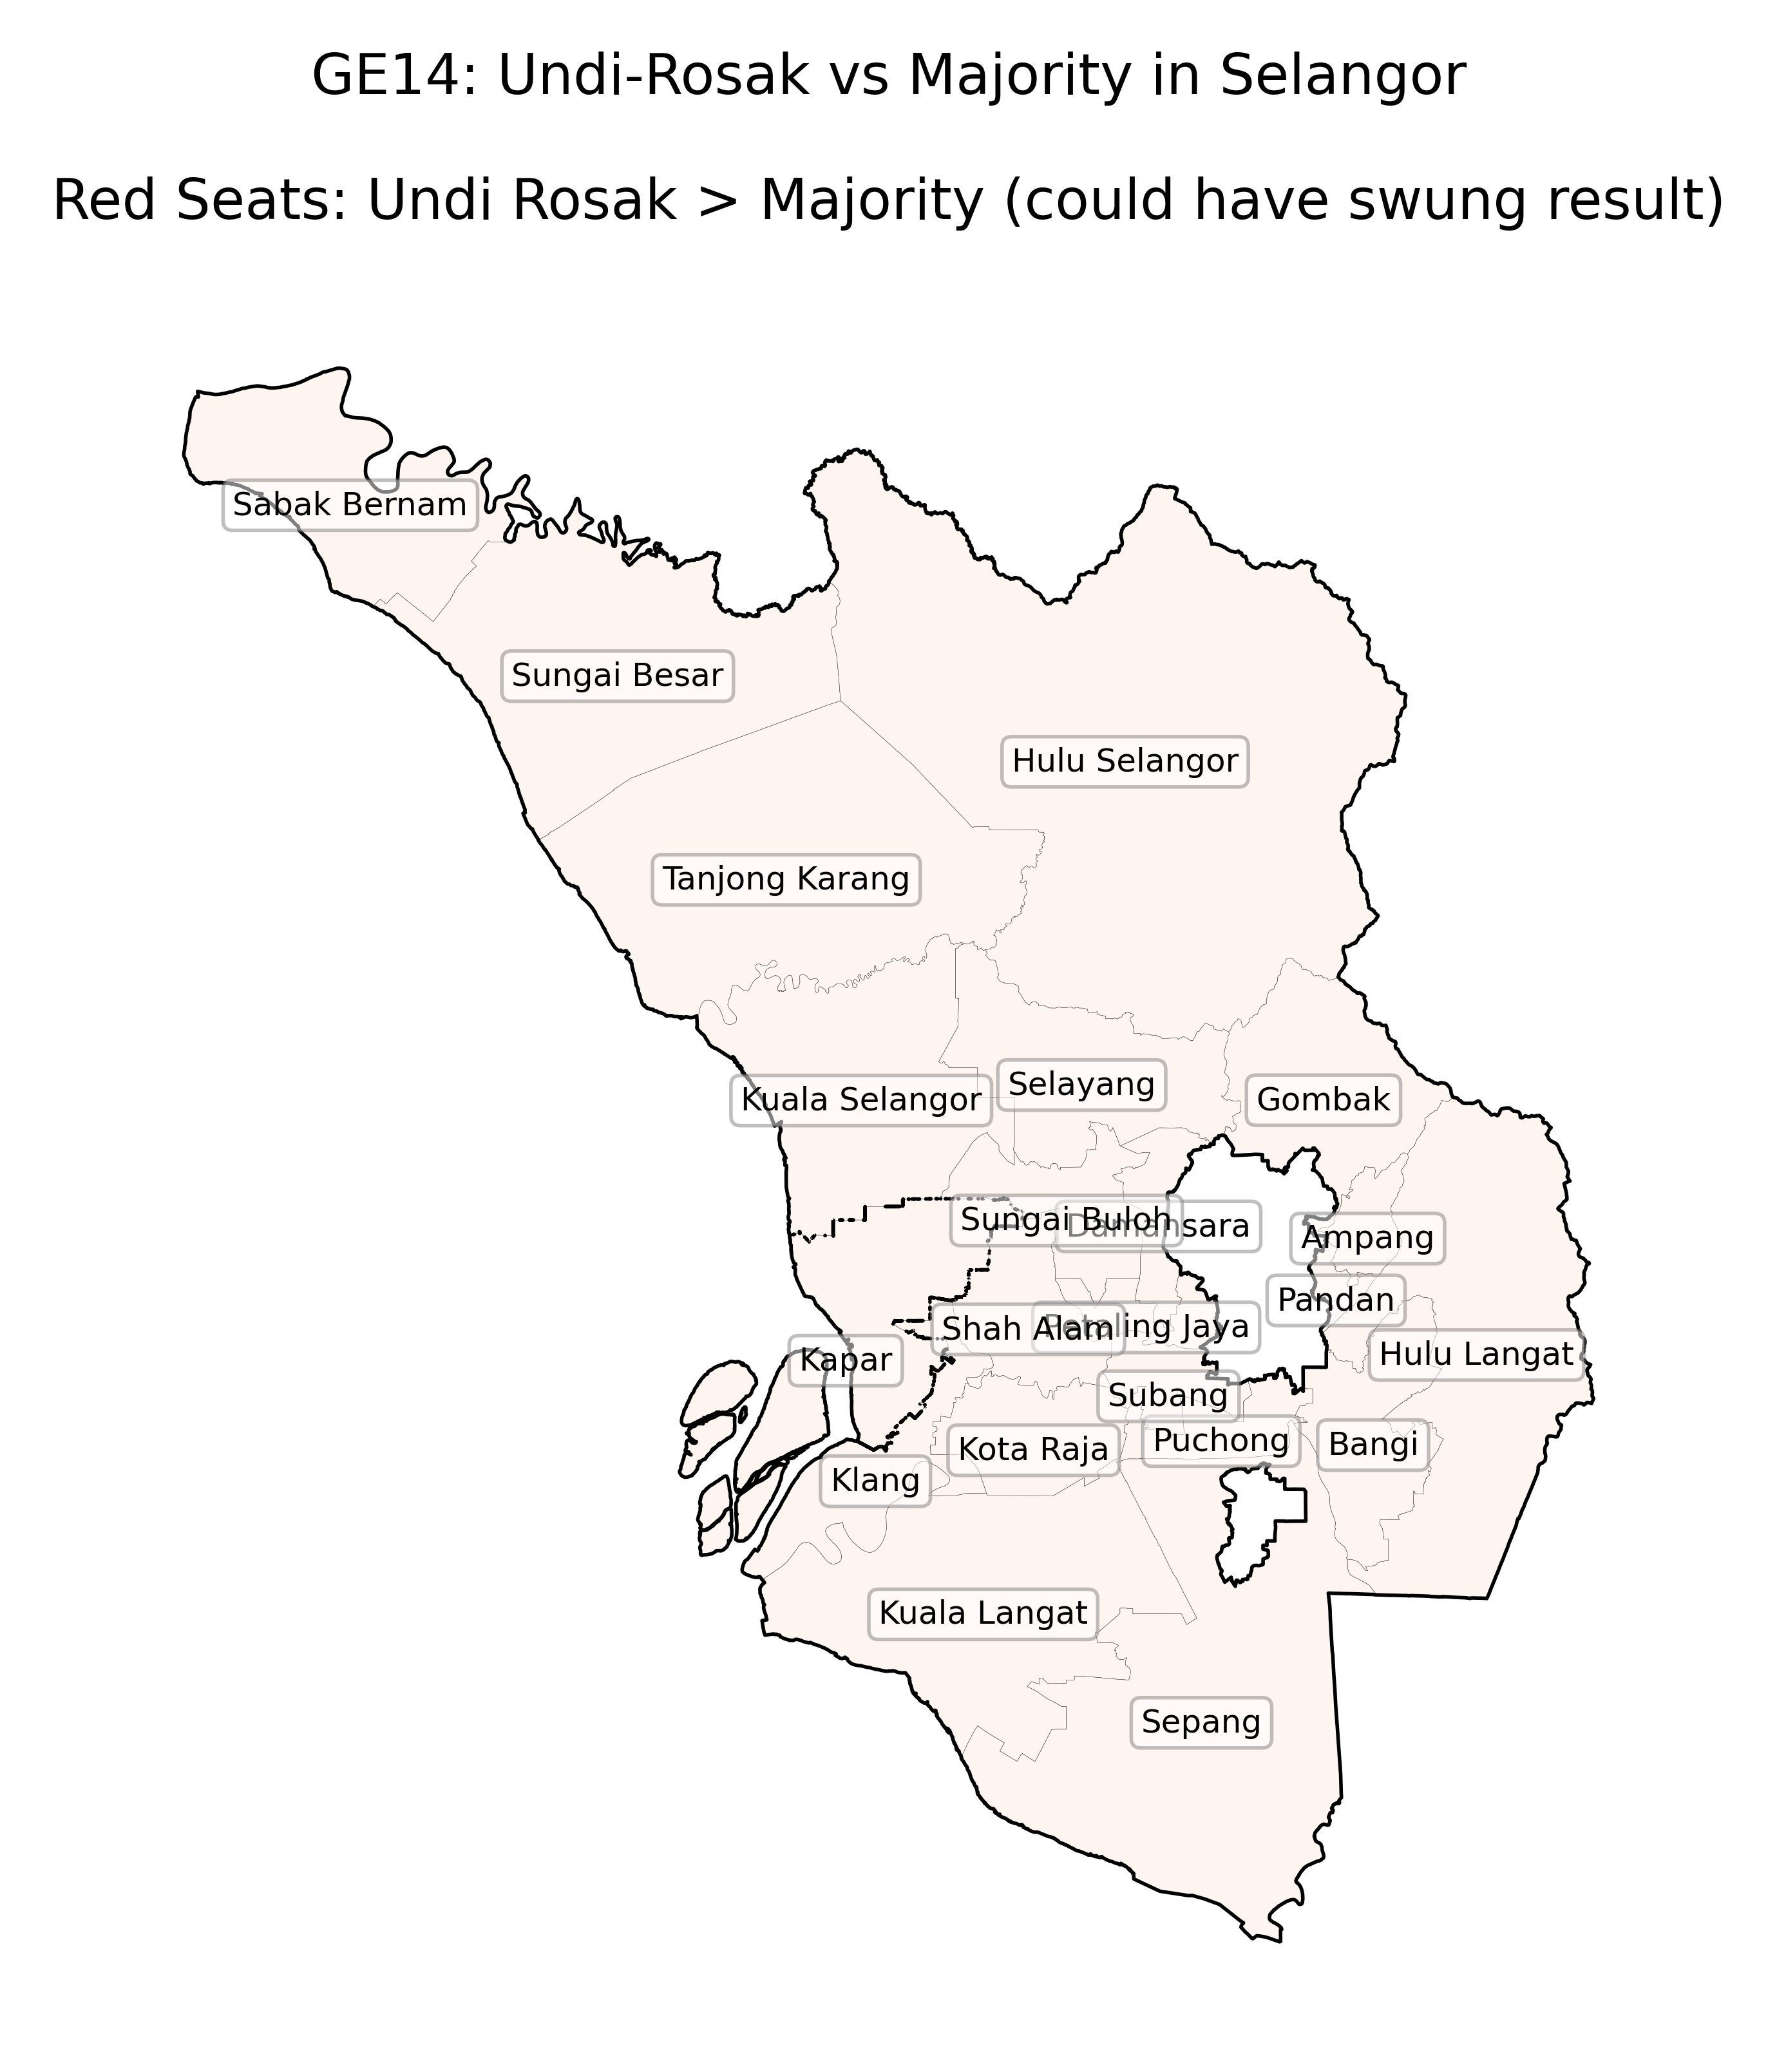 GE14: Undi-Rosak vs Majority in Selangor
Red Seats: Undi Rosak > Majority (could have swung result)
Sabak Bernam
Sungai Besar
Hulu Selangor
Tanjong Karang
Selayang
Kuala Selangor
Gombak
Sungai Buloh
Damansara
Ampang
Pandan
Shah Alam
Petaling Jaya
Hulu Langat
Kapar
Subang
Puchong
Bangi
Kota Raja
Klang
Kuala Langat
Sepang